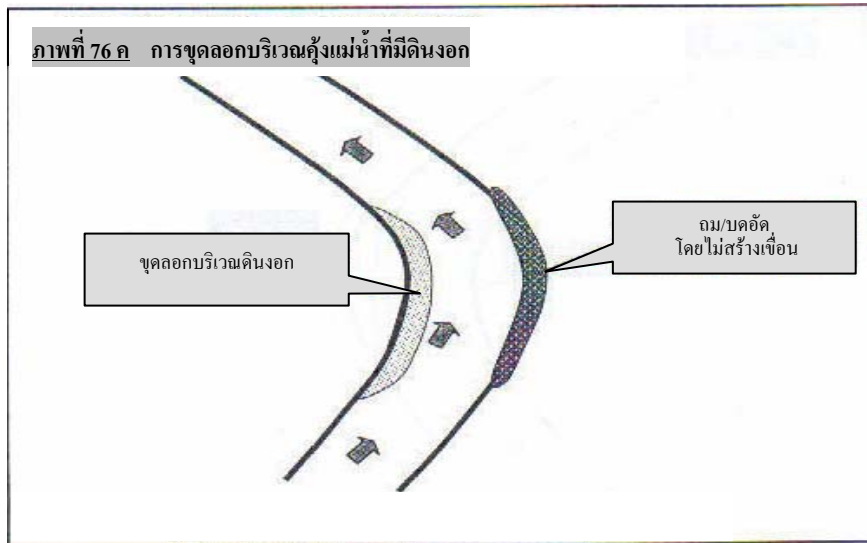 ภาพที่ 76 ค การขุดลอกบริเวณคุ้งแม่น้ำที่มีดินงอก
ขุดลอกบริเวณดินงอก
ถม/บดอัด
โดยไม่สร้างเขื่อน